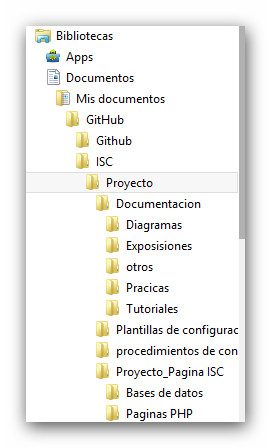 Bibliotecas
Apps
Documentos
Mis documentos
GitHub
Github
ISC
Proyecto
Documentacion
Diagramas
Exposiones
otros
Pracicas
Tutoriales
Plantillas de configurac
procedimientos de con
Proyecto_Pagina ISC
Bases de datos
Paginas PHP